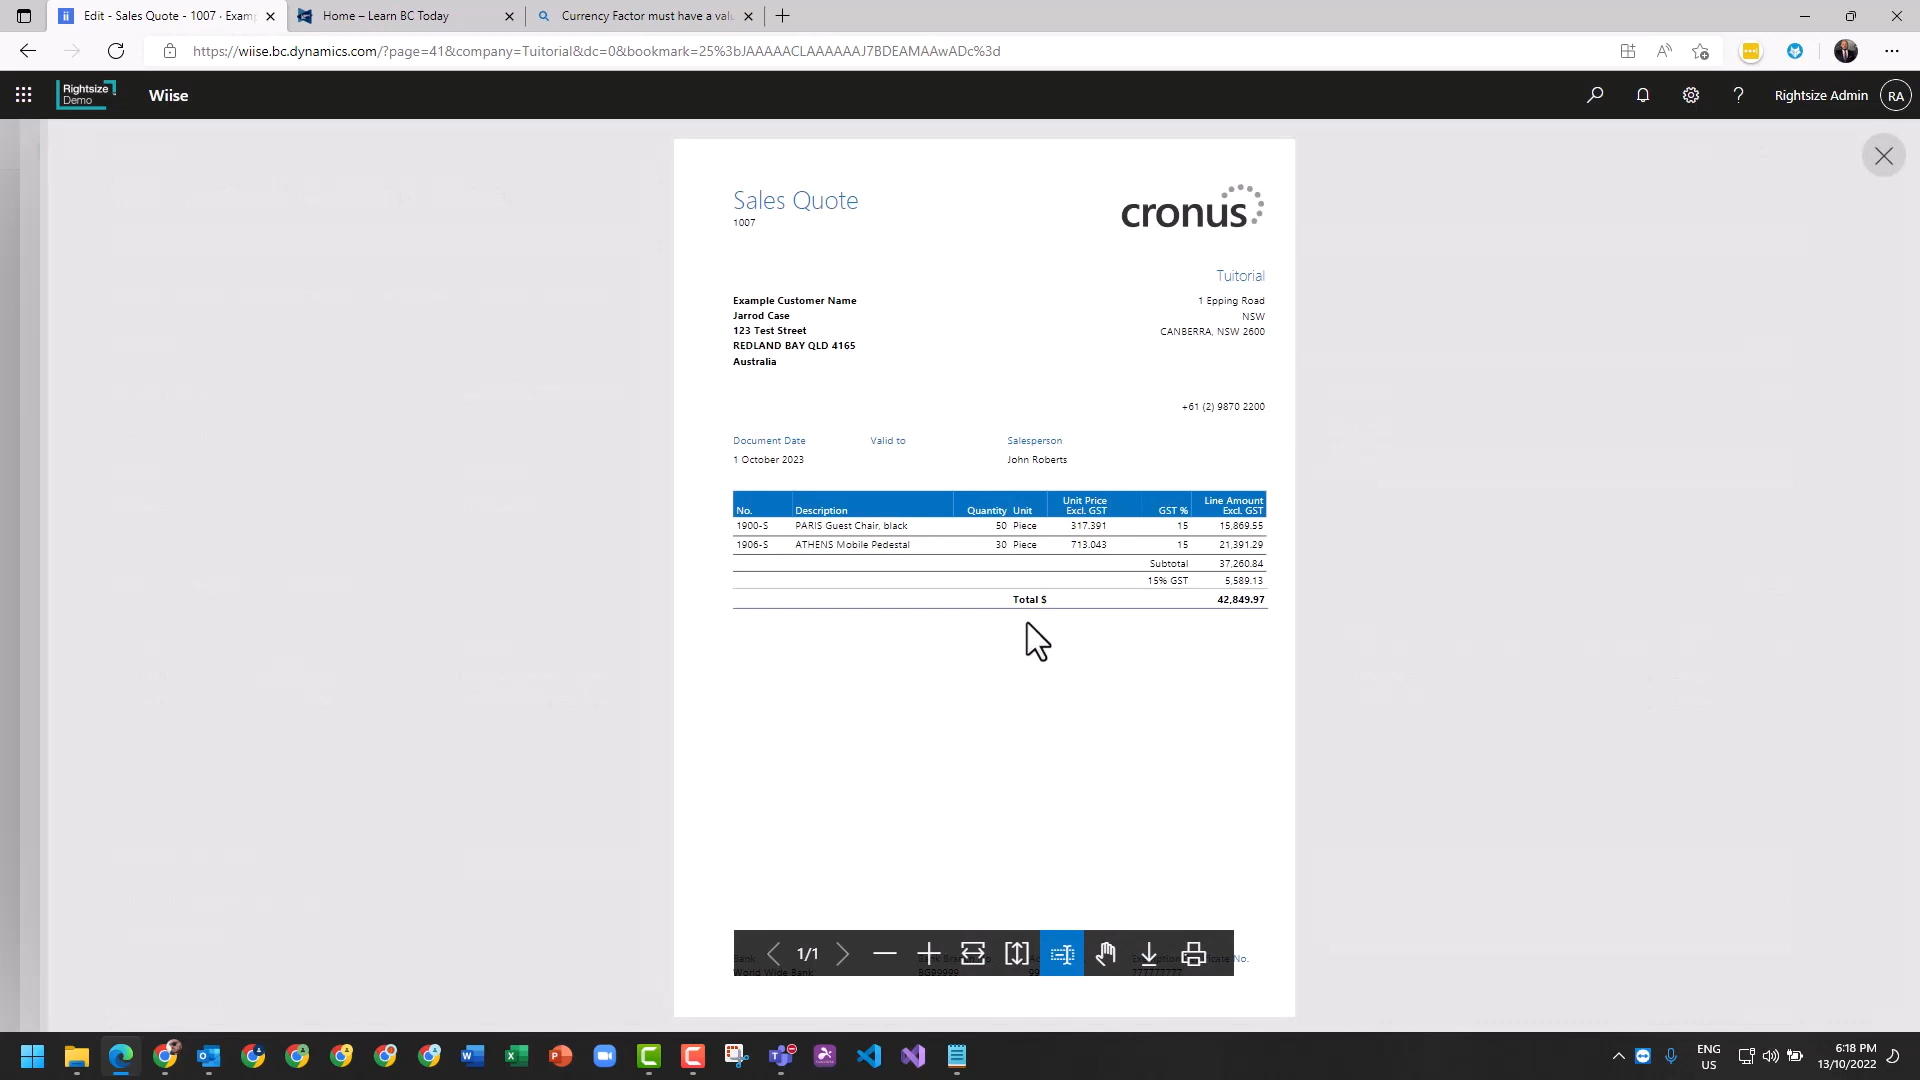 Edit - Sales Quote - 1007 · Examp
Home – Learn BC Today
Currency Factor must have a valu
https://wiise.bc.dynamics.com/?page=41&company=Tuitorial&dc=0&bookmark=25%3bJAAAAACLAAAAAAJ7BDEAMAAwADc%3d
Rightsize
Demo
Wiise
Rightsize Admin
RA
Sales Quote
1007
cronus
Tuitorial
Example Customer Name
Jarrod Case
123 Test Street
REDLAND BAY QLD 4165
Australia
1 Epping Road
NSW
CANBERRA, NSW 2600
+61 (2) 9870 2200
Document Date Valid to Salesperson
1 October 2023 John Roberts
No. Description Quantity Unit Unit Price Excl. GST GST % Line Amount Excl. GST
1900-S PARIS Guest Chair, black 50 Piece 317.391 15 15,869.55
1906-S ATHENS Mobile Pedestal 30 Piece 713.043 15 21,391.29
Subtotal 37,260.84
15% GST 5,589.13
Total $ 42,849.97
1/1
Bank
World Wide Bank BG99999 777777777
ENG
US
6:18 PM
13/10/2022